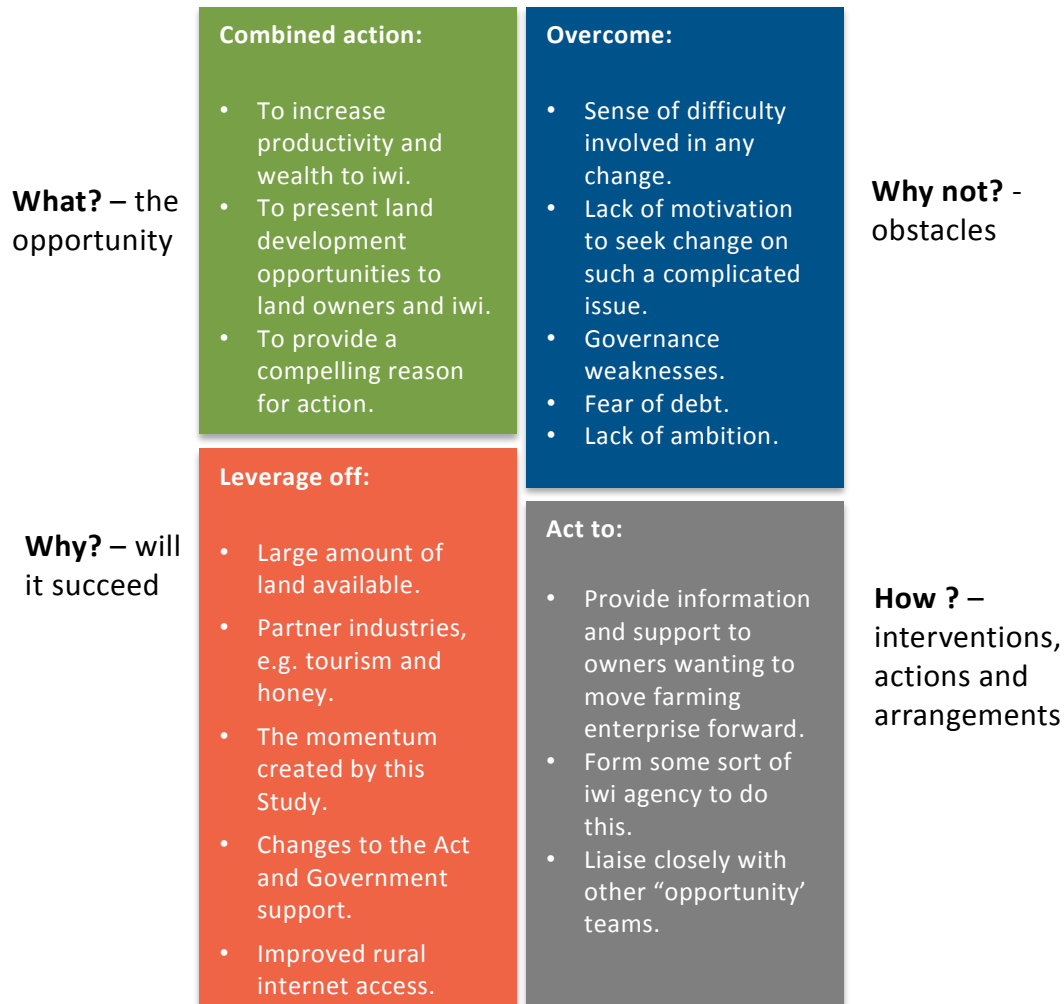 What? – the
opportunity
Combined action:
• To increase
productivity and
wealth to iwi.
• To present land
development
opportunities to
land owners and iwi.
• To provide a
compelling reason
for action.
Overcome:
• Sense of difficulty
involved in any
change.
• Lack of motivation
to seek change on
such a complicated
issue.
• Governance
weaknesses.
• Fear of debt.
• Lack of ambition.
Why not? -
obstacles
Why? – will
it succeed
Leverage off:
• Large amount of
land available.
• Partner industries,
e.g. tourism and
honey.
• The momentum
created by this
Study.
• Changes to the Act
and Government
support.
• Improved rural
internet access.
Act to:
• Provide information
and support to
owners wanting to
move farming
enterprise forward.
• Form some sort of
iwi agency to do
this.
• Liaise closely with
other “opportunity’
teams.
How ? –
interventions,
actions and
arrangements